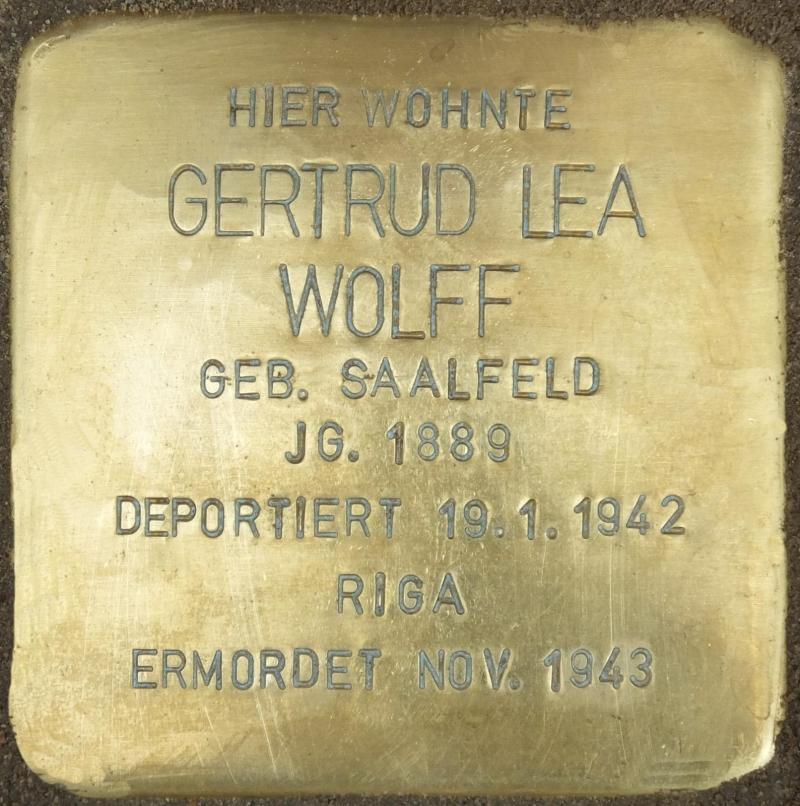 HIER WOHNTE
GERTRUD LEA
WOLFF
GEB. SAALFELD
JG. 1889
DEPORTIERT 19.1.1942
RIGA
ERMORDET NOV. 1943